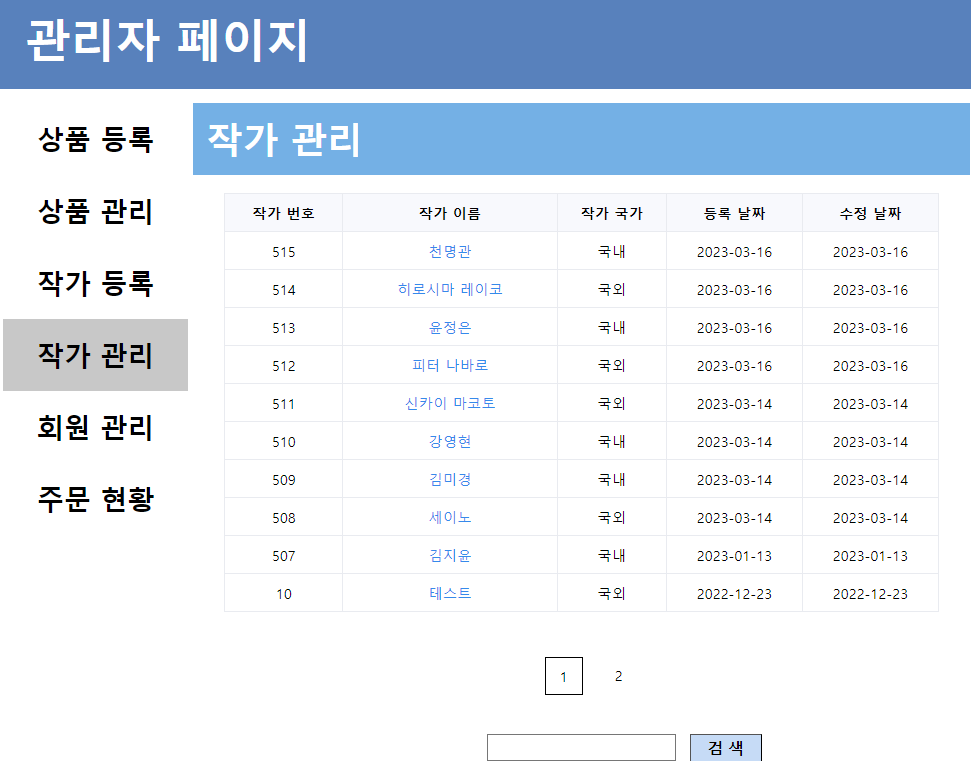 관리자 페이지
상품 등록
상품 관리
작가 등록
작가 관리
회원 관리
주문 현황
작가 관리
작가 번호 작가 이름 작가 국가 등록 날짜 수정 날짜
515 천명관 국내 2023-03-16 2023-03-16
514 히로시마 레이코 국외 2023-03-16 2023-03-16
513 윤정은 국내 2023-03-16 2023-03-16
512 피터 나바로 국외 2023-03-16 2023-03-16
511 신카이 마코토 국외 2023-03-14 2023-03-14
510 강영현 국내 2023-03-14 2023-03-14
509 김미경 국내 2023-03-14 2023-03-14
508 세이노 국외 2023-03-14 2023-03-14
507 김지윤 국내 2023-01-13 2023-01-13
10 테스트 국외 2022-12-23 2022-12-23
1 2
검 색